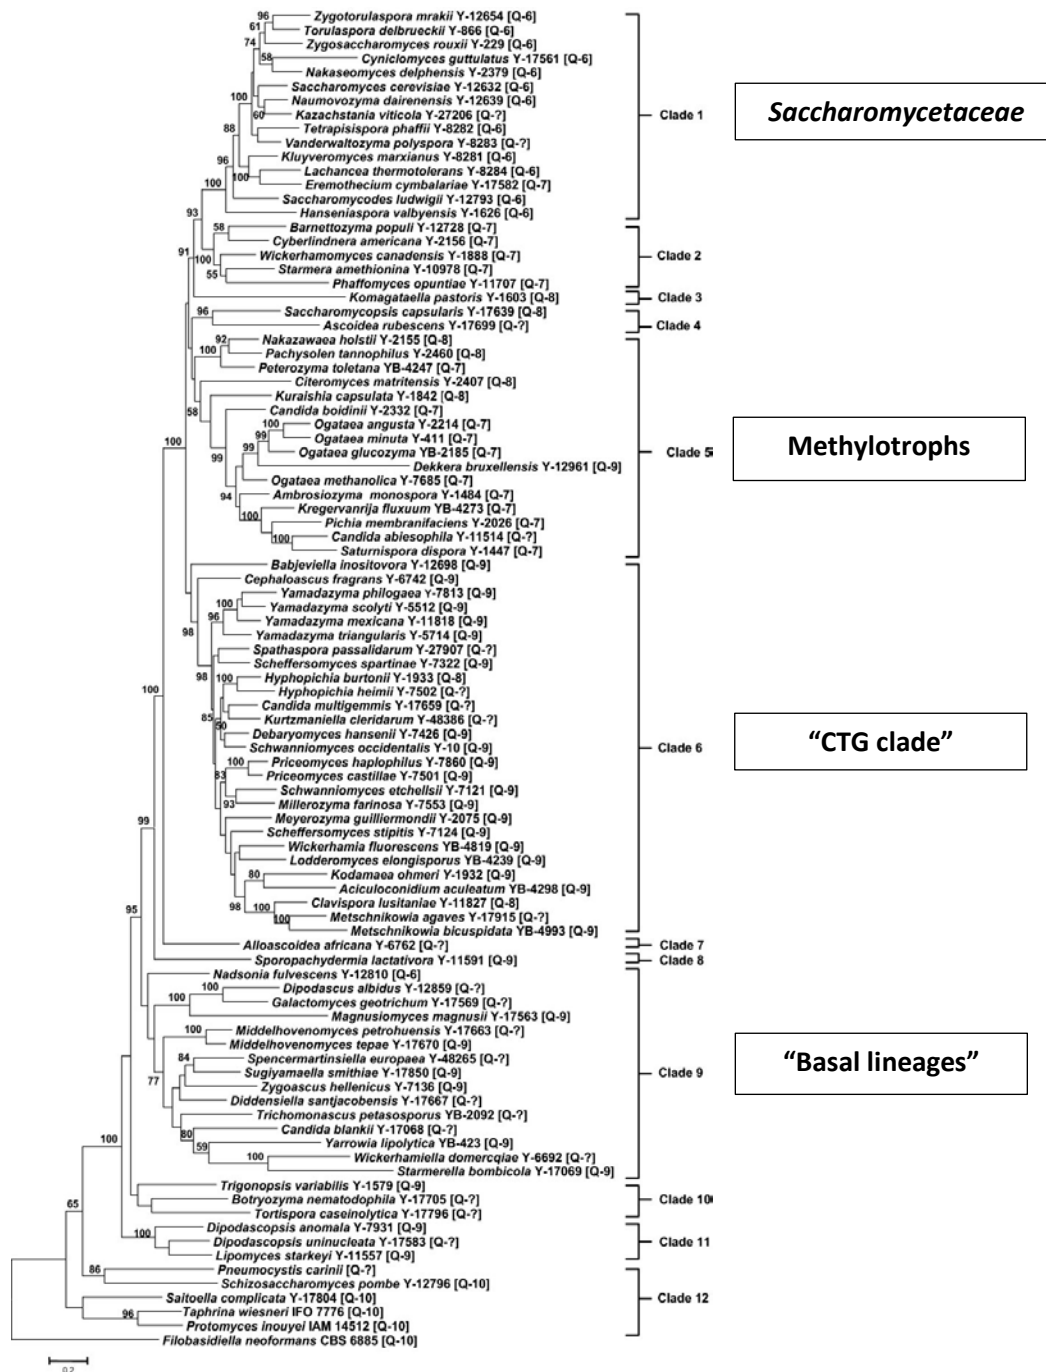 Zygotorulaspora mrakii Y-12654 [Q-6]
Torulaspora delbrueckii Y-866 [Q-6]
Zygosaccharomyces rouxii Y-229 [Q-6]
Cyniclomyces guttulatus Y-17561 [Q-6]
Nakaseomyces delphensis Y-2379 [Q-6]
Saccharomyces cerevisiae Y-12632 [Q-6]
Naumovozyma dairenensis Y-12639 [Q-6]
Kazachstania viticola Y-27206 [Q-?]
Tetrapisispora phaffii Y-8282 [Q-6]
Vanderwaltozyma polyspora Y-8283 [Q-?]
Kluyveromyces marxianus Y-8281 [Q-6]
Lachancea thermotolerans Y-8284 [Q-6]
Eremothecium cymbalariae Y-17582 [Q-7]
Saccharomycodes ludwigii Y-12793 [Q-6]
Hanseniaspora valbyensis Y-1626 [Q-6]
Barnettozyma populi Y-12728 [Q-7]
Cyberlindnera americana Y-2156 [Q-7]
Wickerhamomyces canadensis Y-1888 [Q-7]
Starmera amethionina Y-10978 [Q-7]
Phaffomyces opuntiae Y-11707 [Q-7]
Komagataella pastoris Y-1603 [Q-8]
Saccharomycopsis capsularis Y-17639 [Q-8]
Ascoidea rubescens Y-17699 [Q-?]
Nakazawaea holstii Y-2155 [Q-8]
Pachysolen tannophilus Y-2460 [Q-8]
Peterozyma toletana YB-4247 [Q-7]
Citeromyces matritensis Y-2407 [Q-8]
Kuraishia capsulata Y-1842 [Q-8]
Candida boidinii Y-2332 [Q-7]
Ogataea angusta Y-2214 [Q-7]
Ogataea minuta Y-411 [Q-7]
Ogataea glucozyma YB-2185 [Q-7]
Dekkera bruxellensis Y-12961 [Q-9]
Ogataea methanolica Y-7685 [Q-7]
Ambrosiozyma monospora Y-1484 [Q-7]
Kregervanrija fluxuum YB-4273 [Q-7]
Pichia membranifaciens Y-2026 [Q-7]
Candida abiesophila Y-11514 [Q-?]
Saturnispora dispora Y-1447 [Q-7]
Babjeviella inositovora Y-12698 [Q-9]
Cephaloascus fragrans Y-6742 [Q-9]
Yamadazyma philogaea Y-7813 [Q-9]
Yamadazyma scolyti Y-5512 [Q-9]
Yamadazyma mexicana Y-11818 [Q-9]
Yamadazyma triangularis Y-5714 [Q-9]
Spathaspora passalidarum Y-27907 [Q-?]
Scheffersomyces spartinae Y-7322 [Q-9]
Hyphopichia burtonii Y-1933 [Q-8]
Hyphopichia heimii Y-7502 [Q-?]
Candida multigemmis Y-17659 [Q-?]
Kurtzmaniella cleridarum Y-48386 [Q-?]
Debaryomyces hansenii Y-7426 [Q-9]
Schwanniomyces occidentalis Y-10 [Q-9]
Priceomyces haplophilus Y-7860 [Q-9]
Priceomyces castillae Y-7501 [Q-9]
Schwanniomyces etchellsii Y-7121 [Q-9]
Millerozyma farinosa Y-7553 [Q-9]
Meyerozyma guilliermondii Y-2075 [Q-9]
Scheffersomyces stipitis Y-7124 [Q-9]
Wickerhamia fluorescens YB-4819 [Q-9]
Lodderomyces elongisporus YB-4239 [Q-9]
Kodamaea ohmeri Y-1932 [Q-9]
Aciculoconidium aculeatum YB-4298 [Q-9]
Clavispora lusitaniae Y-11827 [Q-8]
Metschnikowia agaves Y-17915 [Q-?]
Metschnikowia bicuspidata YB-4993 [Q-9]
Alloascoidea africana Y-6762 [Q-?]
Sporopachydermia lactativora Y-11591 [Q-9]
Nadsonia fulvescens Y-12810 [Q-6]
Dipodascus albidus Y-12859 [Q-?]
Galactomyces geotrichum Y-17569 [Q-?]
Magnusiomyces magnusii Y-17563 [Q-9]
Middelhovenomyces petrohuensis Y-17663 [Q-?]
Middelhovenomyces tepae Y-17670 [Q-9]
Spencermartinsiella europaea Y-48265 [Q-?]
Sugiyamaella smithiae Y-17850 [Q-9]
Zygoascus hellenicus Y-7136 [Q-9]
Diddensiella santjacobensis Y-17667 [Q-?]
Trichomonascus petasosporus YB-2092 [Q-?]
Candida blankii Y-17068 [Q-?]
Yarrowia lipolytica YB-423 [Q-9]
Wickerhamiella domercqiae Y-6692 [Q-?]
Starmerella bombicola Y-17069 [Q-9]
Trigonopsis variabilis Y-1579 [Q-9]
Botryozyma nematodophila Y-17705 [Q-?]
Tortispora caseinolytica Y-17796 [Q-?]
Dipodascopsis anomala Y-7931 [Q-9]
Dipodascopsis uninucleata Y-17583 [Q-?]
Lipomyces starkeyi Y-11557 [Q-9]
Pneumocystis carinii [Q-?]
Schizosaccharomyces pombe Y-12796 [Q-10]
Saitoella complicata Y-17804 [Q-10]
Taphrina wiesneri IFO 7776 [Q-10]
Protomyces inouyei IAM 14512 [Q-10]
Filobasidiella neoformans CBS 6885 [Q-10]
96
61
74
58
100
60
88
96
100
100
93
58
91
100
55
96
92
100
58
100
99
99
100
99
94
100
100
100
96
98
98
100
85
50
100
83
93
80
98
100
100
100
99
95
100
100
84
77
80
59
100
100
65
100
86
96
0.2
Clade 1
Clade 2
Clade 3
Clade 4
Clade 5
Clade 6
Clade 7
Clade 8
Clade 9
Clade 10
Clade 11
Clade 12
Saccharomycetaceae
Methylotrophs
“CTG clade”
“Basal lineages”